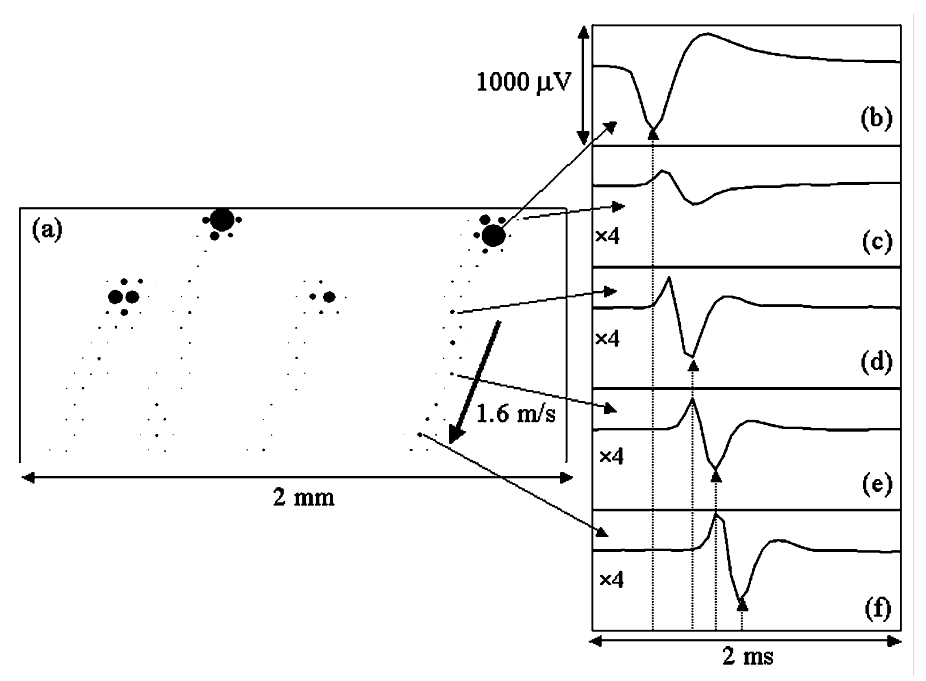 1000 μV
(b)
(a)
×4
(c)
×4
(d)
1.6 m/s
×4
(e)
2 mm
×4
(f)
2 ms